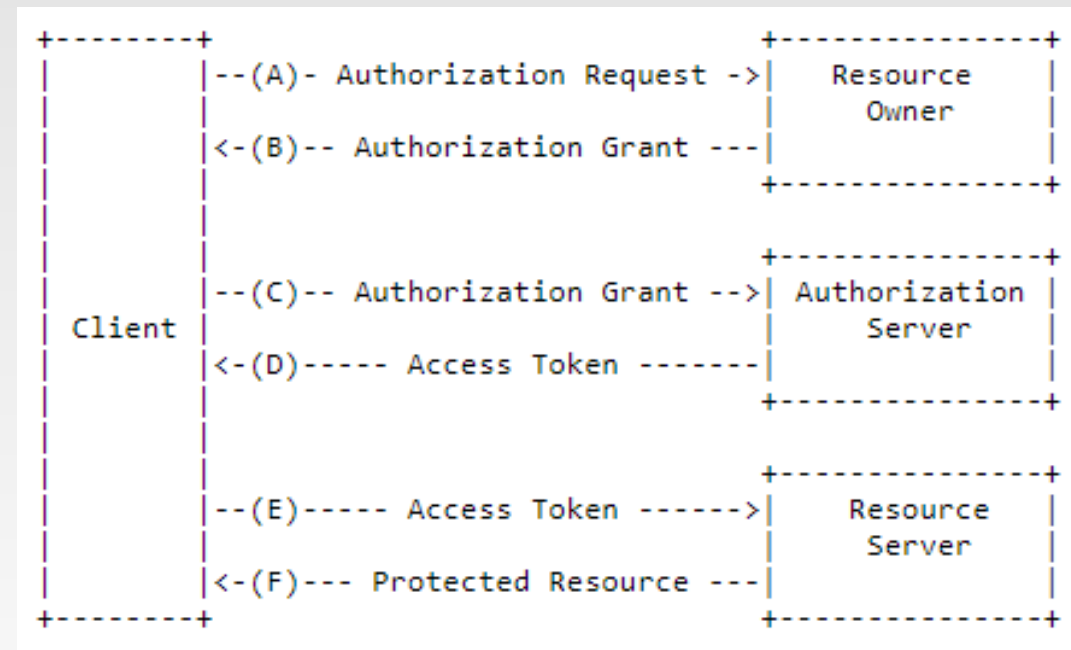 +--------+                               +---------------+
|        |--(A)- Authorization Request ->|   Resource    |
|        |                               |     Owner     |
|        |<-(B)-- Authorization Grant ---|               |
|        |                               +---------------+
|        |
|        |                               +---------------+
|        |--(C)-- Authorization Grant -->| Authorization |
| Client |                               |     Server    |
|        |<-(D)----- Access Token -------|               |
|        |                               +---------------+
|        |
|        |                               +---------------+
|        |--(E)----- Access Token ------>|    Resource   |
|        |                               |     Server    |
|        |<-(F)--- Protected Resource ---|               |
+--------+                               +---------------+